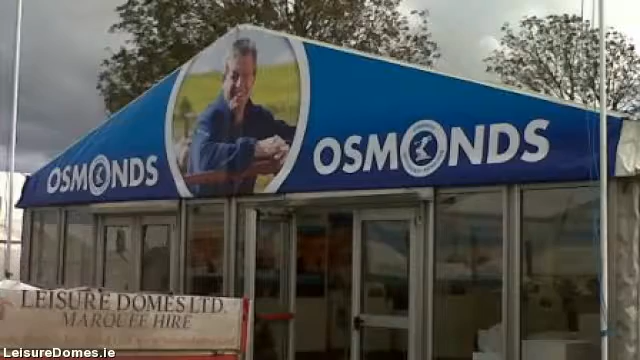 OSMONDS
OSMONDS
LEISURE DOMES LTD.
MARQUEE HIRE
LeisureDomes.ie